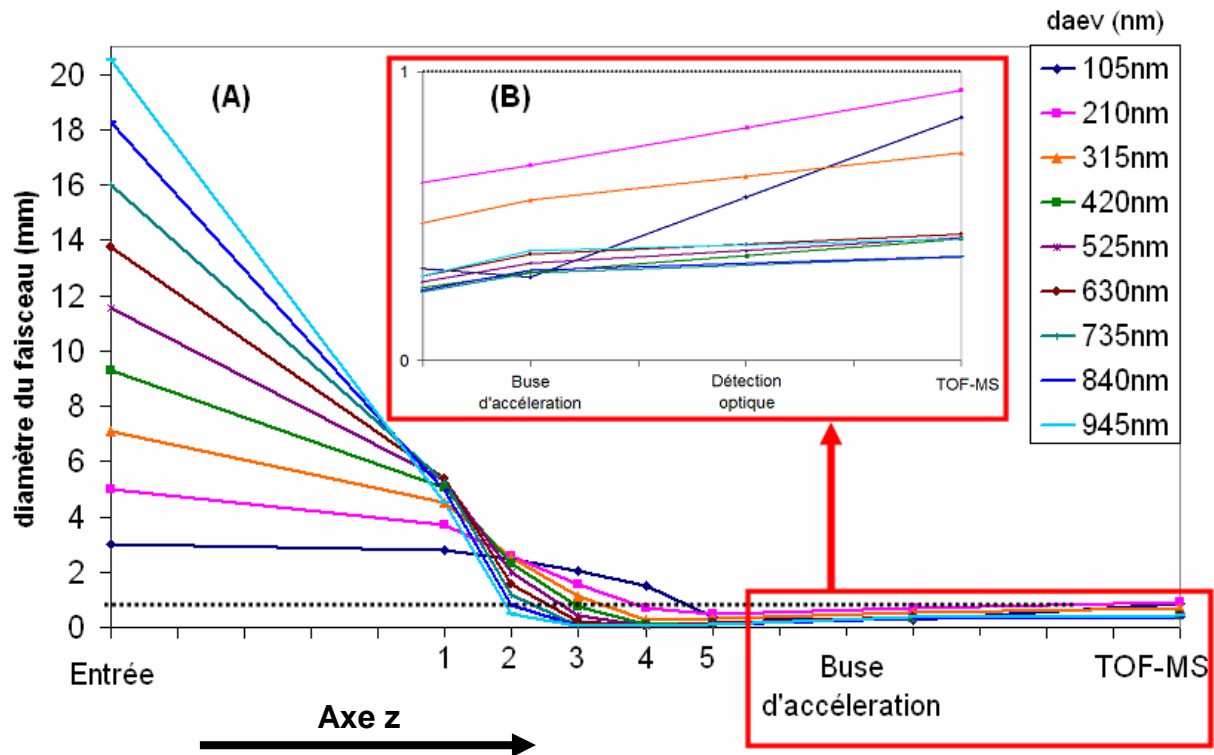 daev (nm)
105nm
210nm
315nm
420nm
525nm
630nm
735nm
840nm
945nm
diamètre du faisceau (mm)
20
18
16
14
12
10
8
6
4
2
0
(A)
(B)
1
0
Buse
d'accéleration
Détection
optique
TOF-MS
Entrée
1
2
3
4
5
Buse
d'accéleration
TOF-MS
Axe z